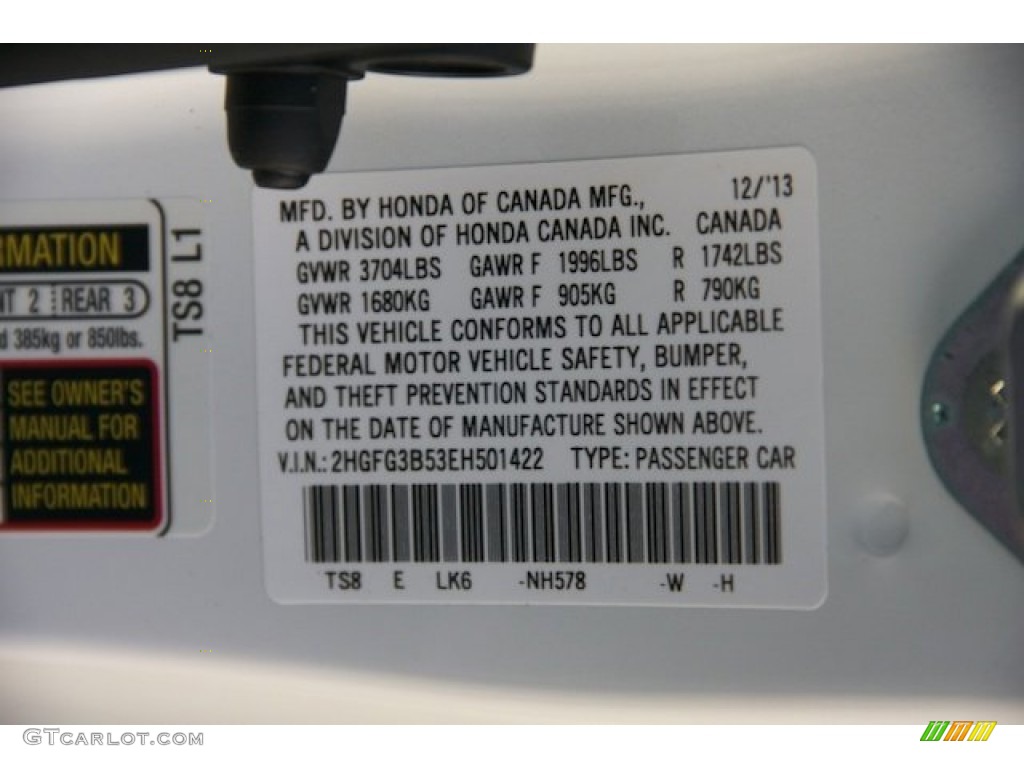 RMATION
NT 2 REAR 3
d 385kg or 850lbs.
SEE OWNER'S
MANUAL FOR
ADDITIONAL
INFORMATION
TS8 L1
MFD. BY HONDA OF CANADA MFG., 12/'13
A DIVISION OF HONDA CANADA INC. CANADA
GVWR 3704LBS GAWR F 1996LBS R 1742LBS
GVWR 1680KG GAWR F 905KG R 790KG
THIS VEHICLE CONFORMS TO ALL APPLICABLE
FEDERAL MOTOR VEHICLE SAFETY, BUMPER,
AND THEFT PREVENTION STANDARDS IN EFFECT
ON THE DATE OF MANUFACTURE SHOWN ABOVE.
V.I.N.: 2HGFG3B53EH501422 TYPE: PASSENGER CAR
TS8 E LK6 -NH578 -W -H
GTCARLOT.COM